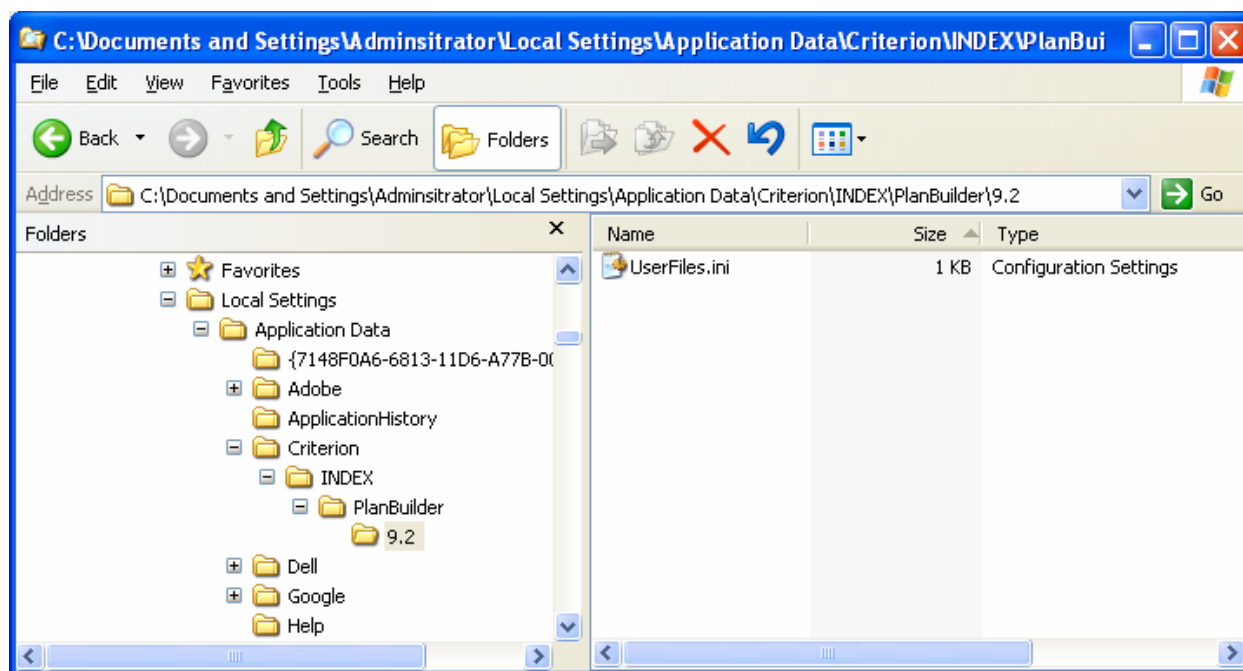 C:\Documents and Settings\Adminsitrator\Local Settings\Application Data\Criterion\INDEX\PlanBui
File Edit View Favorites Tools Help
Back Search Folders
Address C:\Documents and Settings\Adminsitrator\Local Settings\Application Data\Criterion\INDEX\PlanBuilder\9.2 Go
Folders
Name Size Type
Favorites
Local Settings
Application Data
{7148F0A6-6813-11D6-A77B-00
Adobe
ApplicationHistory
Criterion
INDEX
PlanBuilder
9.2
Dell
Google
Help
UserFiles.ini 1 KB Configuration Settings